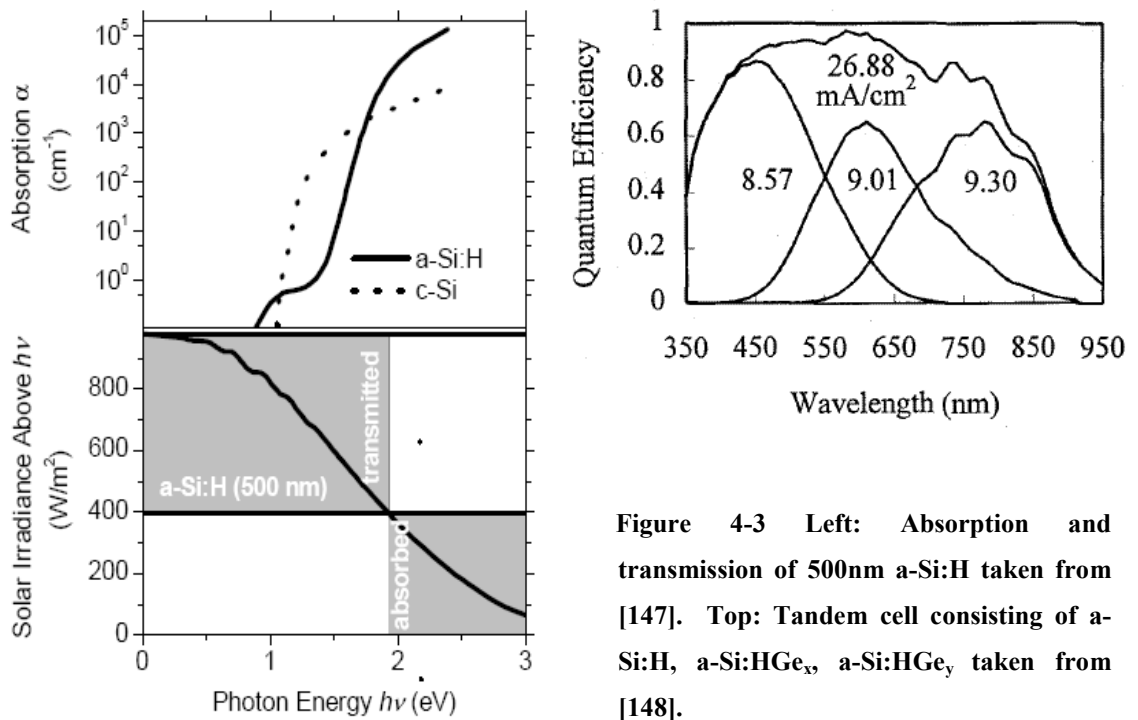 Absorption α
(cm⁻¹)
10⁵
10⁴
10³
10²
10¹
10⁰
a-Si:H
c-Si
Solar Irradiance Above hν
(W/m²)
800
600
400
200
0
transmitted
a-Si:H (500 nm)
absorbed
0
1
2
3
Photon Energy hν (eV)
Quantum Efficiency
1
0.8
0.6
0.4
0.2
0
26.88
mA/cm²
8.57
9.01
9.30
350 450 550 650 750 850 950
Wavelength (nm)
Figure 4-3 Left: Absorption and
transmission of 500nm a-Si:H taken from
[147]. Top: Tandem cell consisting of a-
Si:H, a-Si:HGeₓ, a-Si:HGeᵧ taken from
[148].